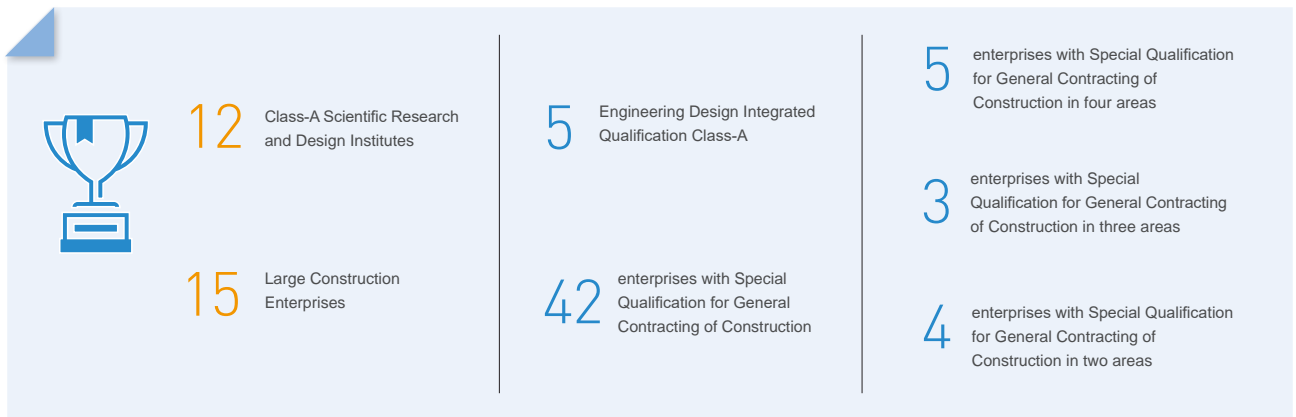 12
Class-A Scientific Research
and Design Institutes
15
Large Construction
Enterprises
5
Engineering Design Integrated
Qualification Class-A
42
enterprises with Special
Qualification for General
Contracting of Construction
5
enterprises with Special Qualification
for General Contracting of
Construction in four areas
3
enterprises with Special
Qualification for General Contracting
of Construction in three areas
4
enterprises with Special Qualification
for General Contracting of
Construction in two areas